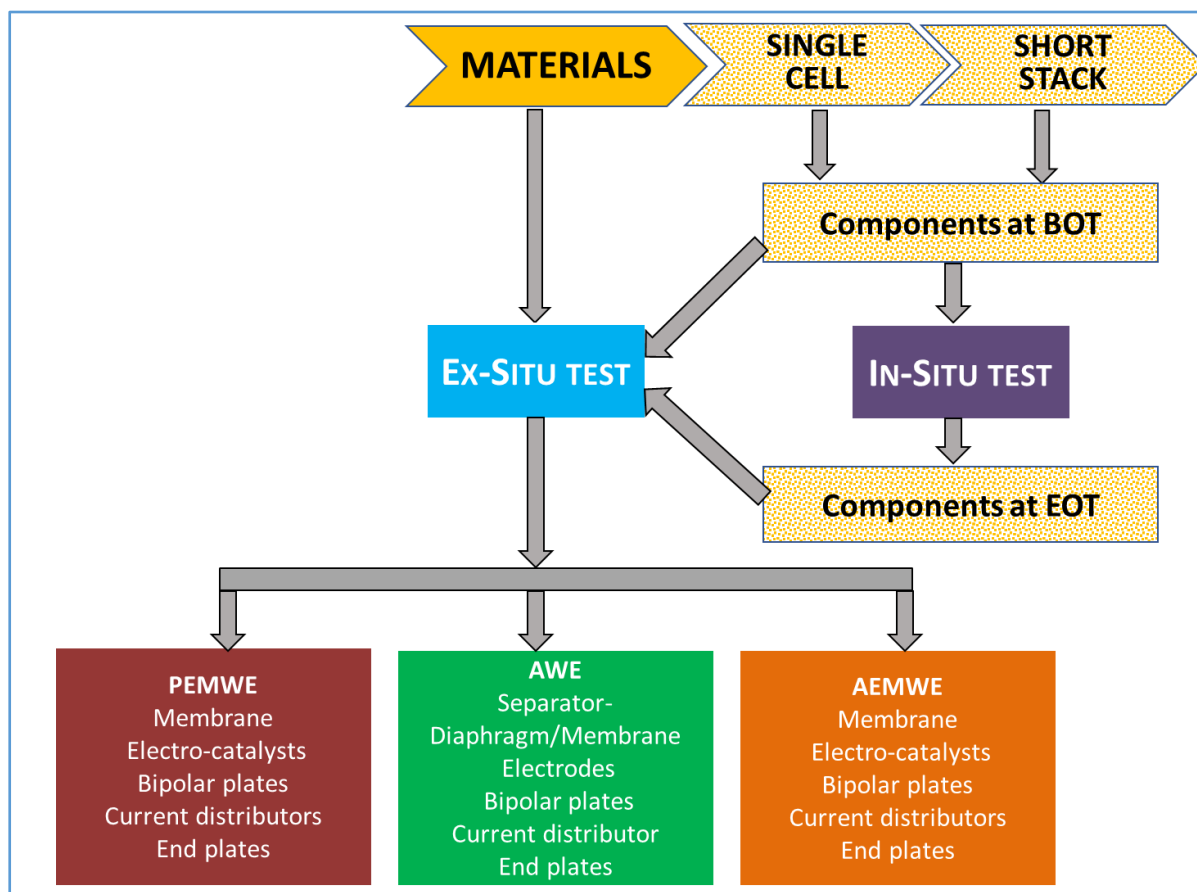 MATERIALS
SINGLE
CELL
SHORT
STACK
Components at BOT
EX-SITU TEST
IN-SITU TEST
Components at EOT
PEMWE
Membrane
Electro-catalysts
Bipolar plates
Current distributors
End plates
AWE
Separator-
Diaphragm/Membrane
Electrodes
Bipolar plates
Current distributor
End plates
AEMWE
Membrane
Electro-catalysts
Bipolar plates
Current distributors
End plates